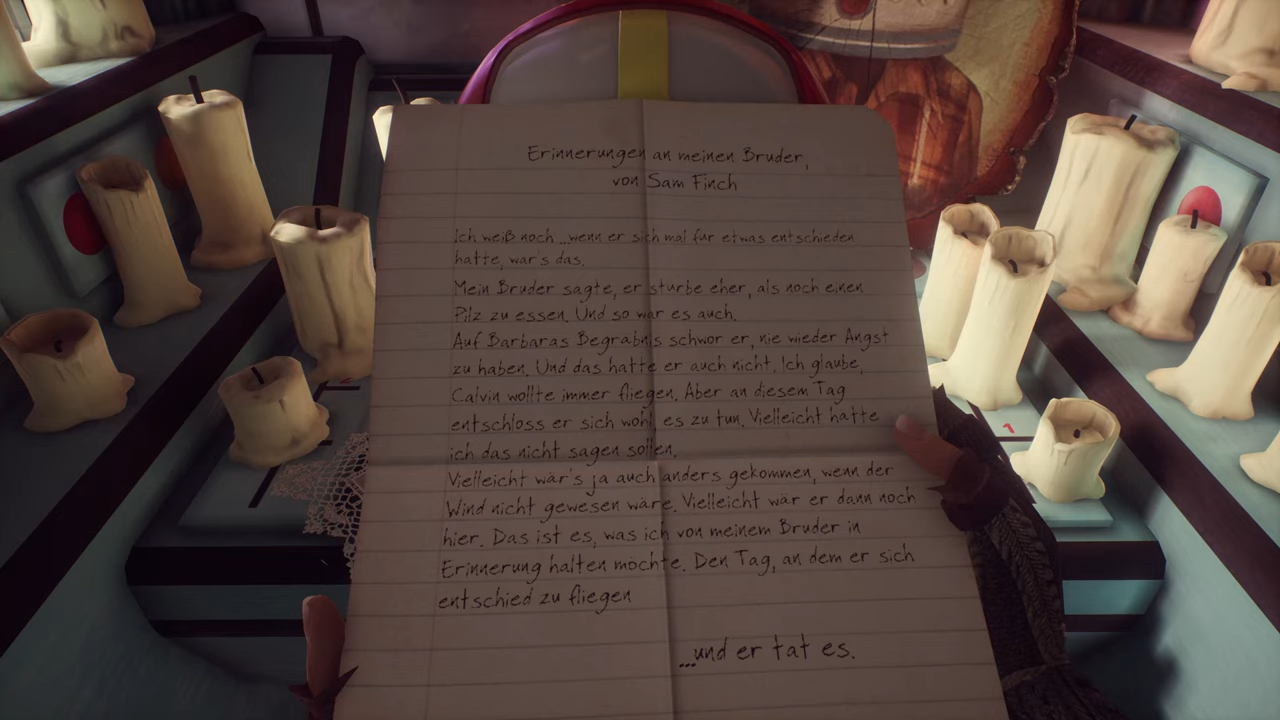 Erinnerungen an meinen Bruder,
von Sam Finch
Ich weiß noch ...wenn er sich mal für etwas entschieden
hatte, war's das.
Mein Bruder sagte, er stürbe eher, als noch einen
Pilz zu essen. Und so war es auch.
Auf Barbaras Begräbnis schwor er, nie wieder Angst
zu haben. Und das hatte er auch nicht. Ich glaube,
Calvin wollte immer fliegen. Aber an diesem Tag
entschloss er sich wohl es zu tun. Vielleicht hätte
ich das nicht sagen sollen.
Vielleicht wär's ja auch anders gekommen, wenn der
Wind nicht gewesen wäre. Vielleicht wär er dann noch
hier. Das ist es, was ich von meinem Bruder in
Erinnerung halten möchte. Den Tag, an dem er sich
entschied zu fliegen
...und er tat es.